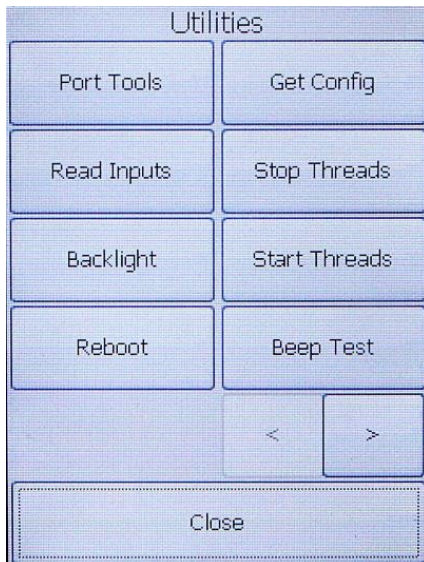 Utilities
Port Tools
Get Config
Read Inputs
Stop Threads
Backlight
Start Threads
Reboot
Beep Test
<
>
Close